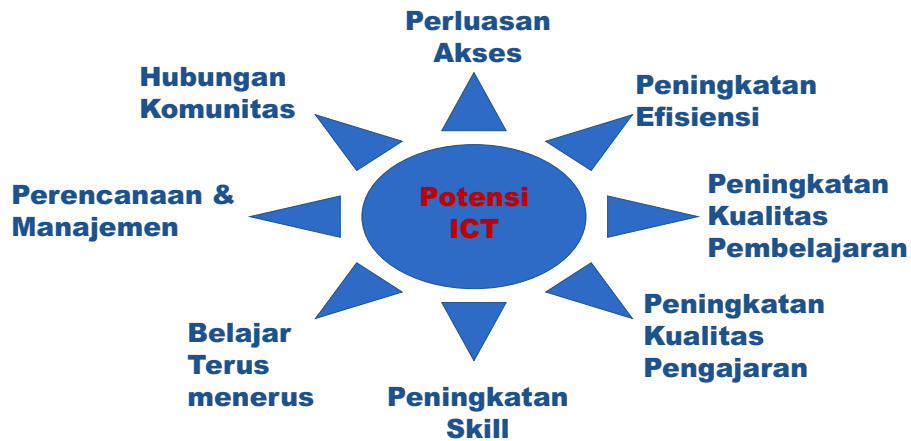 Perluasan
Akses
Hubungan
Komunitas
Peningkatan
Efisiensi
Perencanaan &
Manajemen
Potensi
ICT
Peningkatan
Kualitas
Pembelajaran
Belajar
Terus
menerus
Peningkatan
Skill
Peningkatan
Kualitas
Pengajaran